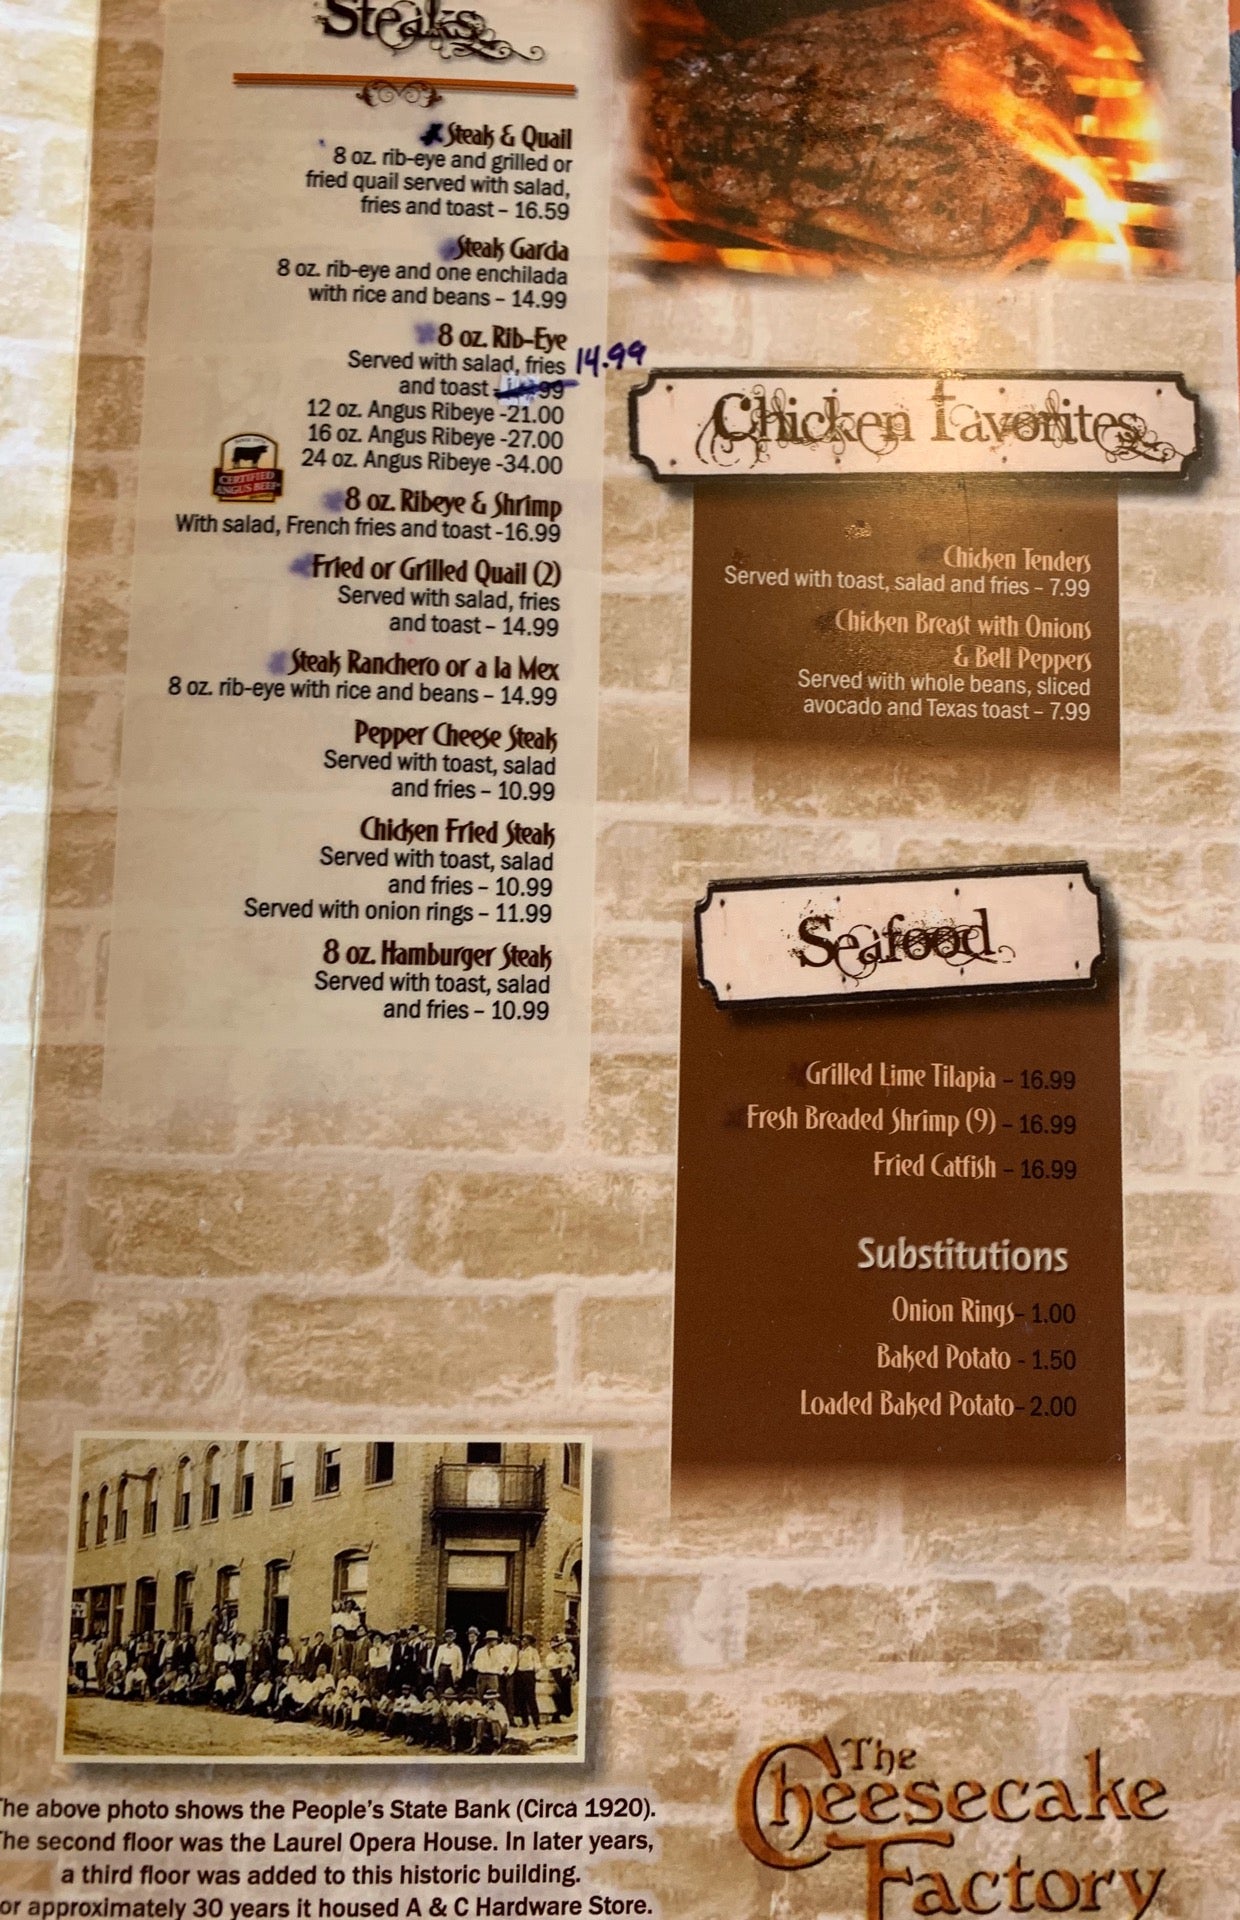 Steaks
Steak & Quail
8 oz. rib-eye and grilled or
fried quail served with salad,
fries and toast – 16.59
Steak Garcia
8 oz. rib-eye and one enchilada
with rice and beans – 14.99
8 oz. Rib-Eye
Served with salad, fries 14.99
and toast -
12 oz. Angus Ribeye -21.00
16 oz. Angus Ribeye -27.00
24 oz. Angus Ribeye -34.00
CERTIFIED
ANGUS BEEF
8 oz. Ribeye & Shrimp
With salad, French fries and toast -16.99
Fried or Grilled Quail (2)
Served with salad, fries
and toast – 14.99
Steak Ranchero or a la Mex
8 oz. rib-eye with rice and beans – 14.99
Pepper Cheese Steak
Served with toast, salad
and fries – 10.99
Chicken Fried Steak
Served with toast, salad
and fries – 10.99
Served with onion rings – 11.99
8 oz. Hamburger Steak
Served with toast, salad
and fries – 10.99
Chicken Favorites
Chicken Tenders
Served with toast, salad and fries – 7.99
Chicken Breast with Onions
& Bell Peppers
Served with whole beans, sliced
avocado and Texas toast – 7.99
Seafood
Grilled Lime Tilapia – 16.99
Fresh Breaded Shrimp (9) – 16.99
Fried Catfish – 16.99
Substitutions
Onion Rings- 1.00
Baked Potato - 1.50
Loaded Baked Potato- 2.00
he above photo shows the People's State Bank (Circa 1920).
he second floor was the Laurel Opera House. In later years,
a third floor was added to this historic building.
or approximately 30 years it housed A & C Hardware Store.
The
Cheesecake
Factory